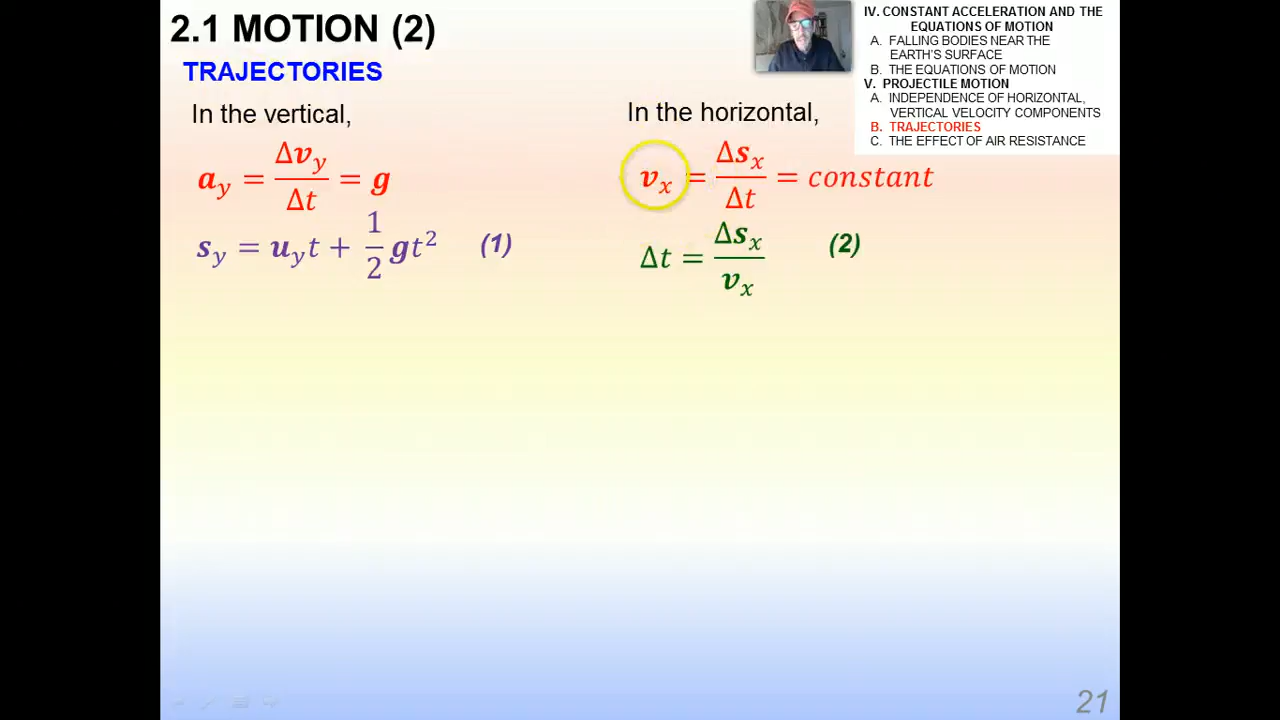 2.1 MOTION (2)
TRAJECTORIES
In the vertical,
𝒂_y = Δ𝒗_y / Δt = 𝒈
𝒔_y = 𝒖_y t + 1/2 𝒈t²    (1)
In the horizontal,
𝒗_x = Δ𝒔_x / Δt = constant
Δt = Δ𝒔_x / 𝒗_x    (2)
IV. CONSTANT ACCELERATION AND THE
EQUATIONS OF MOTION
A. FALLING BODIES NEAR THE
EARTH'S SURFACE
B. THE EQUATIONS OF MOTION
V. PROJECTILE MOTION
A. INDEPENDENCE OF HORIZONTAL,
VERTICAL VELOCITY COMPONENTS
B. TRAJECTORIES
C. THE EFFECT OF AIR RESISTANCE
21